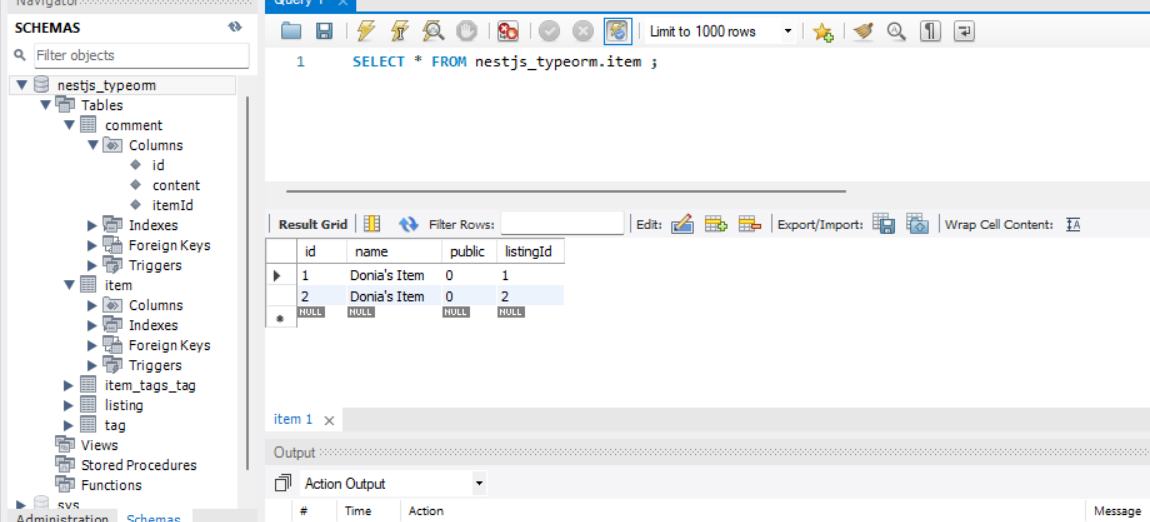 Navigator
Query 1 ×
SCHEMAS
Filter objects
nestjs_typeorm
Tables
comment
Columns
id
content
itemId
Indexes
Foreign Keys
Triggers
item
Columns
Indexes
Foreign Keys
Triggers
item_tags_tag
listing
tag
Views
Stored Procedures
Functions
sys
Administration Schemas
Limit to 1000 rows
1 SELECT * FROM nestjs_typeorm.item ;
Result Grid Filter Rows: Edit: Export/Import: Wrap Cell Content:
id name public listingId
1 Donia's Item 0 1
2 Donia's Item 0 2
NULL NULL NULL NULL
item 1 ×
Output
Action Output
# Time Action Message